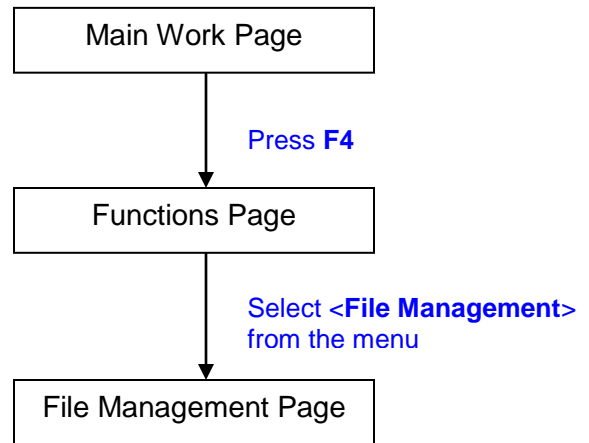 Main Work Page
Press F4
Functions Page
Select <File Management>
from the menu
File Management Page